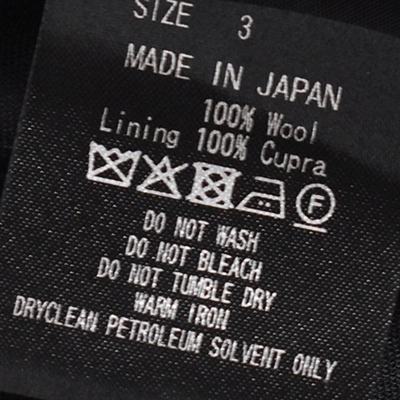 SIZE 3
MADE IN JAPAN
100% Wool
Lining 100% Cupra
F
DO NOT WASH
DO NOT BLEACH
DO NOT TUMBLE DRY
WARM IRON
DRYCLEAN PETROLEUM SOLVENT ONLY